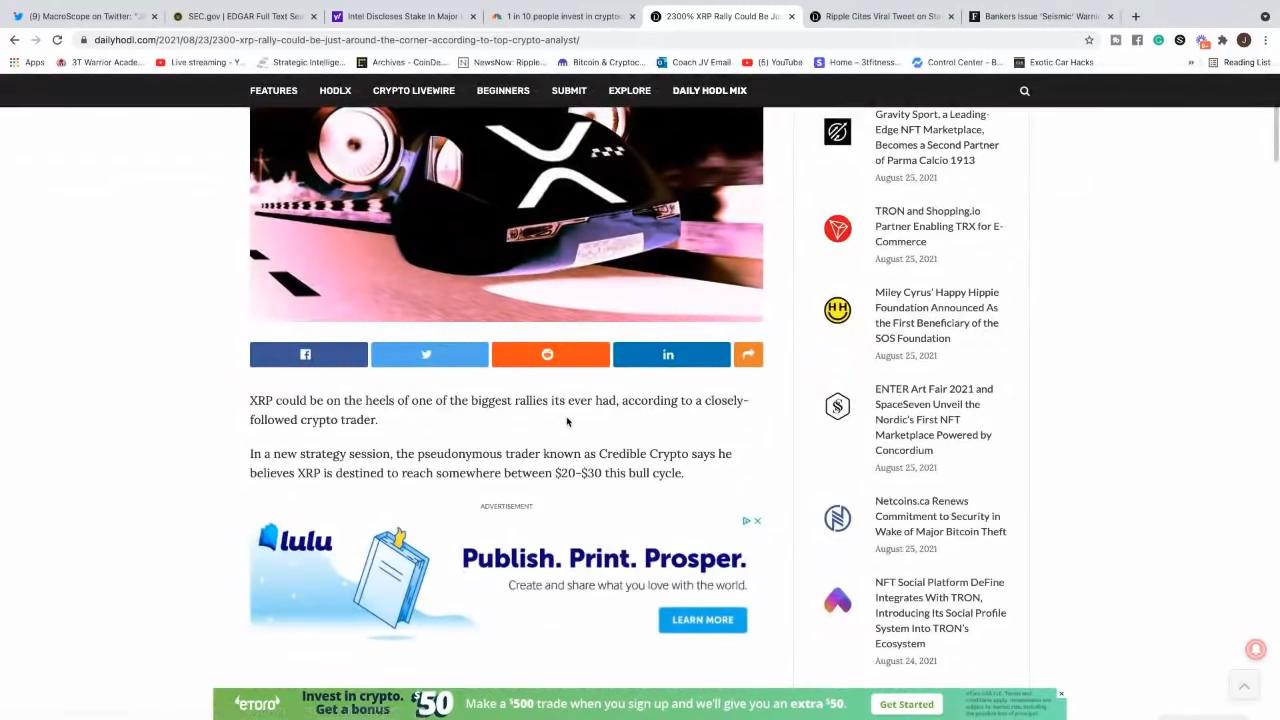 (9) MacroScope on Twitter: "JF
SEC.gov | EDGAR Full Text Sea
Intel Discloses Stake In Major
1 in 10 people invest in cryptoc
2300% XRP Rally Could Be Jus
Ripple Cites Viral Tweet on Sta
Bankers Issue 'Seismic' Warnin
dailyhodl.com/2021/08/23/2300-xrp-rally-could-be-just-around-the-corner-according-to-top-crypto-analyst/
Apps
3T Warrior Acade...
Live streaming - Y...
Strategic Intellige...
Archives - CoinDe...
NewsNow: Ripple...
Bitcoin & Cryptoc...
Coach JV Email
(5) YouTube
Home – 3tfitness...
Control Center - B...
Exotic Car Hacks
»
Reading List
FEATURES
HODLX
CRYPTO LIVEWIRE
BEGINNERS
SUBMIT
EXPLORE
DAILY HODL MIX
XRP could be on the heels of one of the biggest rallies its ever had, according to a closely-
followed crypto trader.
In a new strategy session, the pseudonymous trader known as Credible Crypto says he
believes XRP is destined to reach somewhere between $20–$30 this bull cycle.
ADVERTISEMENT
lulu
Publish. Print. Prosper.
Create and share what you love with the world.
LEARN MORE
Gravity Sport, a Leading-
Edge NFT Marketplace,
Becomes a Second Partner
of Parma Calcio 1913
August 25, 2021
TRON and Shopping.io
Partner Enabling TRX for E-
Commerce
August 25, 2021
Miley Cyrus' Happy Hippie
Foundation Announced As
the First Beneficiary of the
SOS Foundation
August 25, 2021
ENTER Art Fair 2021 and
SpaceSeven Unveil the
Nordic's First NFT
Marketplace Powered by
Concordium
August 25, 2021
Netcoins.ca Renews
Commitment to Security in
Wake of Major Bitcoin Theft
August 25, 2021
NFT Social Platform DeFine
Integrates With TRON,
Introducing Its Social Profile
System Into TRON's
Ecosystem
August 24, 2021
eToro
Invest in crypto.
Get a bonus
$50
Make a $500 trade when you sign up and we'll give you an extra $50.
Get Started